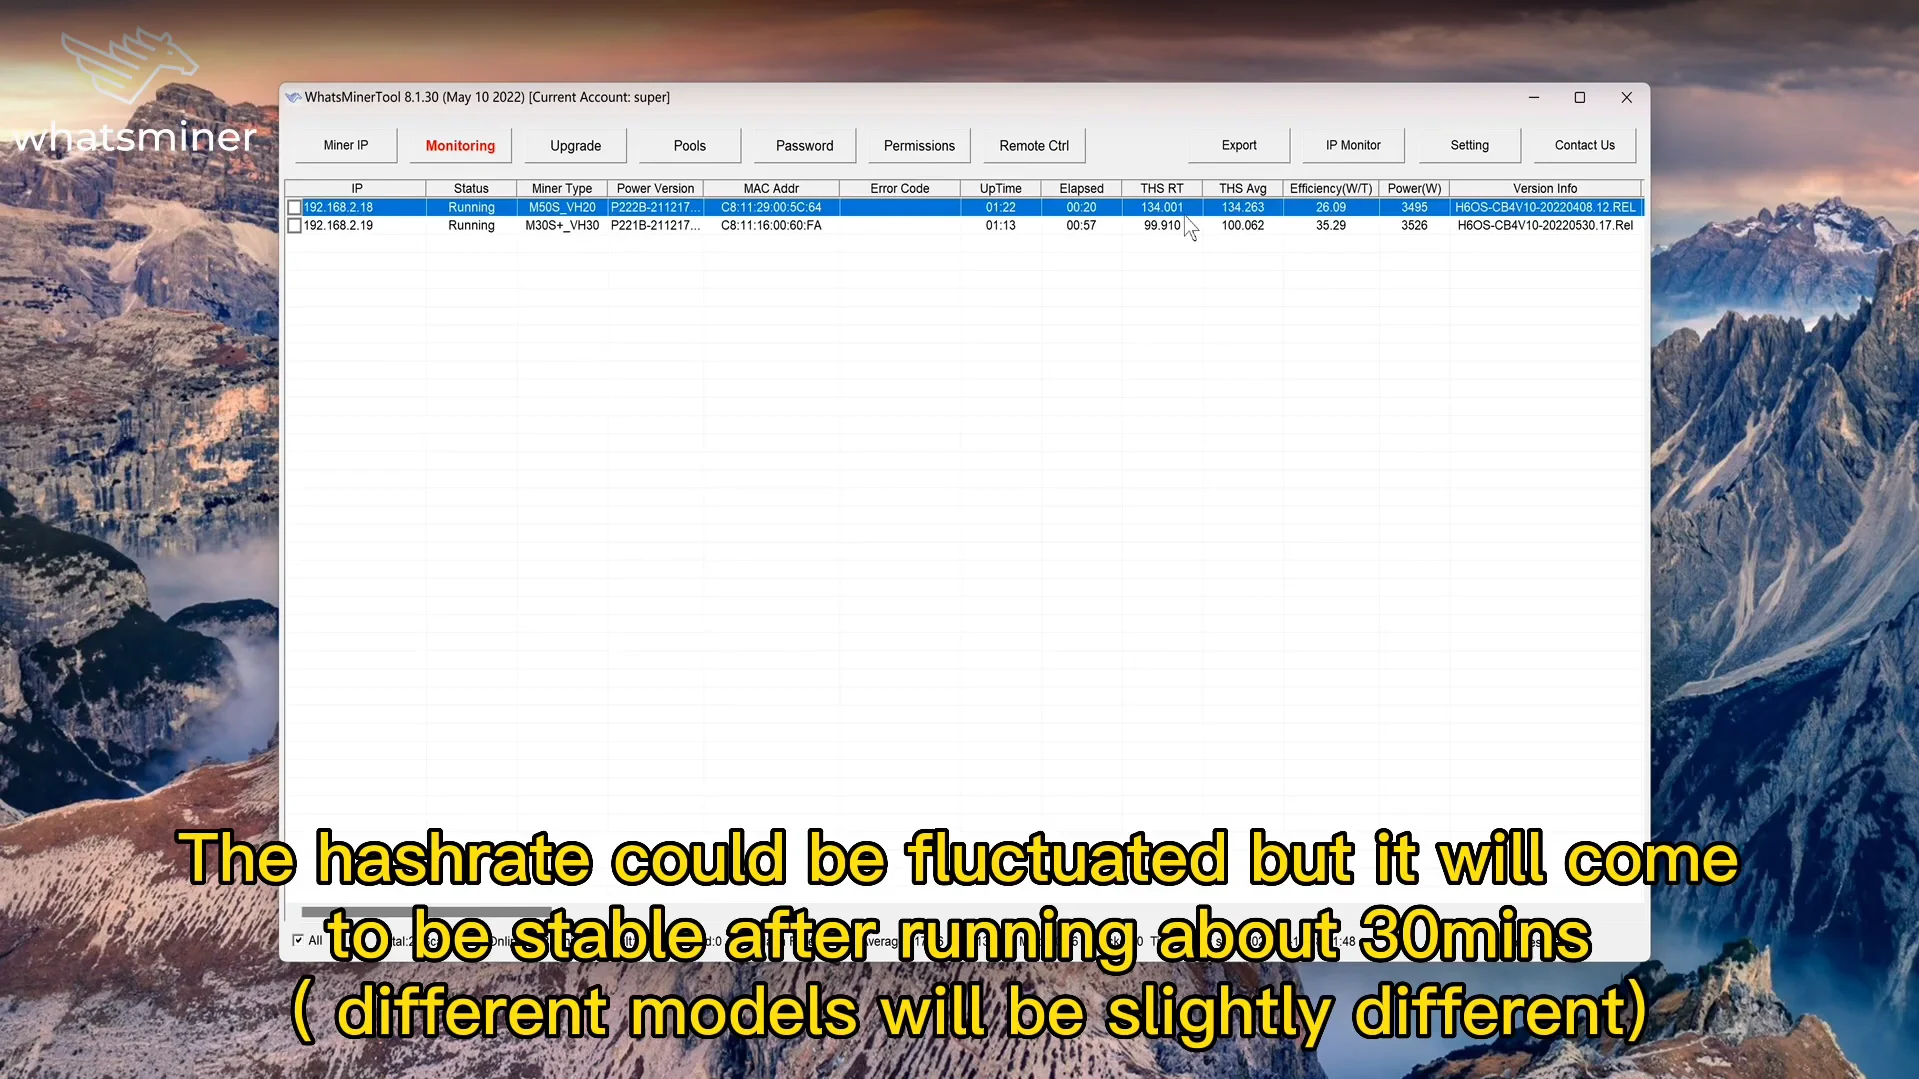 whatsminer
WhatsMinerTool 8.1.30 (May 10 2022) [Current Account: super]
Miner IP Monitoring Upgrade Pools Password Permissions Remote Ctrl Export IP Monitor Setting Contact Us
IP Status Miner Type Power Version MAC Addr Error Code UpTime Elapsed THS RT THS Avg Efficiency(W/T) Power(W) Version Info
192.168.2.18 Running M50S_VH20 P222B-211217... C8:11:29:00:5C:64 01:22 00:20 134.001 134.263 26.09 3495 H6OS-CB4V10-20220408.12.REL
192.168.2.19 Running M30S+_VH30 P221B-211217... C8:11:16:00:60:FA 01:13 00:57 99.910 100.062 35.29 3526 H6OS-CB4V10-20220530.17.Rel
The hashrate could be fluctuated but it will come
All
to be stable after running about 30mins
( different models will be slightly different)